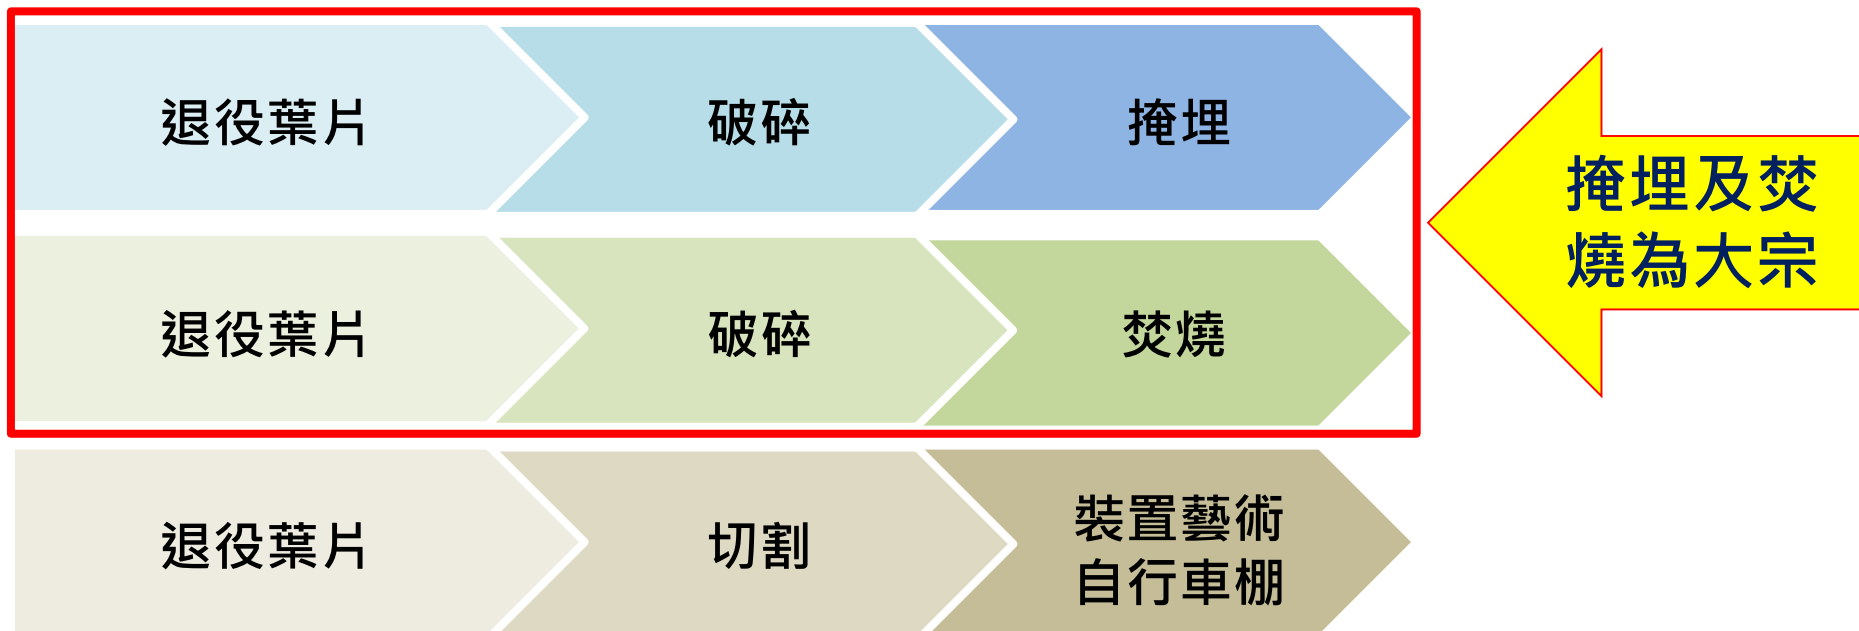 退役葉片
破碎
掩埋
掩埋及焚
燒為大宗
退役葉片
破碎
焚燒
退役葉片
切割
裝置藝術
自行車棚